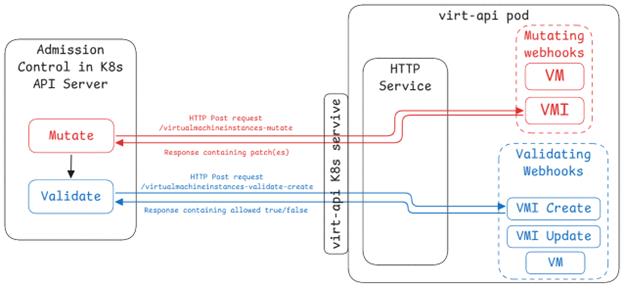 Admission
Control in K8s
API Server
Mutate
Validate
HTTP Post request
/virtualmachineinstances-mutate
Response containing patch(es)
HTTP Post request
/virtualmachineinstances-validate-create
Response containing allowed true/false
virt-api K8s servive
virt-api pod
HTTP
Service
Mutating
webhooks
VM
VMI
Validating
Webhooks
VMI Create
VMI Update
VM